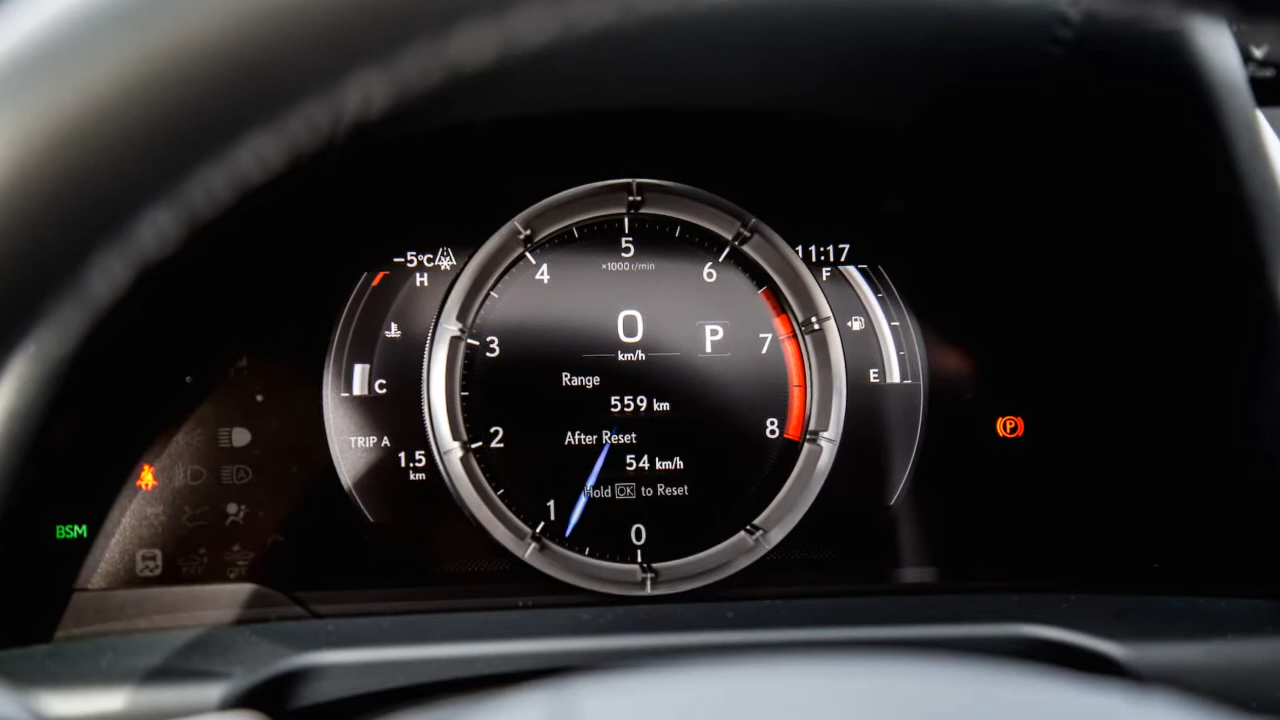 -5°C
H
C
TRIP A
1.5
km
BSM
5
×1000 r/min
4
6
3
7
2
8
1
0
0
km/h
P
Range
559 km
After Reset
54 km/h
Hold OK to Reset
11:17
F
E
P
A